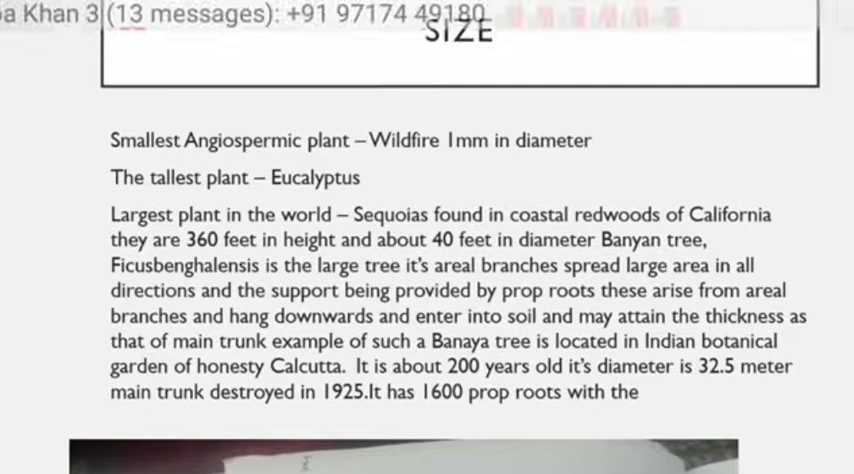 oa Khan 3 (13 messages): +91 97174 49180
SIZE
Smallest Angiospermic plant – Wildfire 1mm in diameter
The tallest plant – Eucalyptus
Largest plant in the world – Sequoias found in coastal redwoods of California
they are 360 feet in height and about 40 feet in diameter Banyan tree,
Ficusbenghalensis is the large tree it's areal branches spread large area in all
directions and the support being provided by prop roots these arise from areal
branches and hang downwards and enter into soil and may attain the thickness as
that of main trunk example of such a Banaya tree is located in Indian botanical
garden of honesty Calcutta. It is about 200 years old it's diameter is 32.5 meter
main trunk destroyed in 1925.It has 1600 prop roots with the